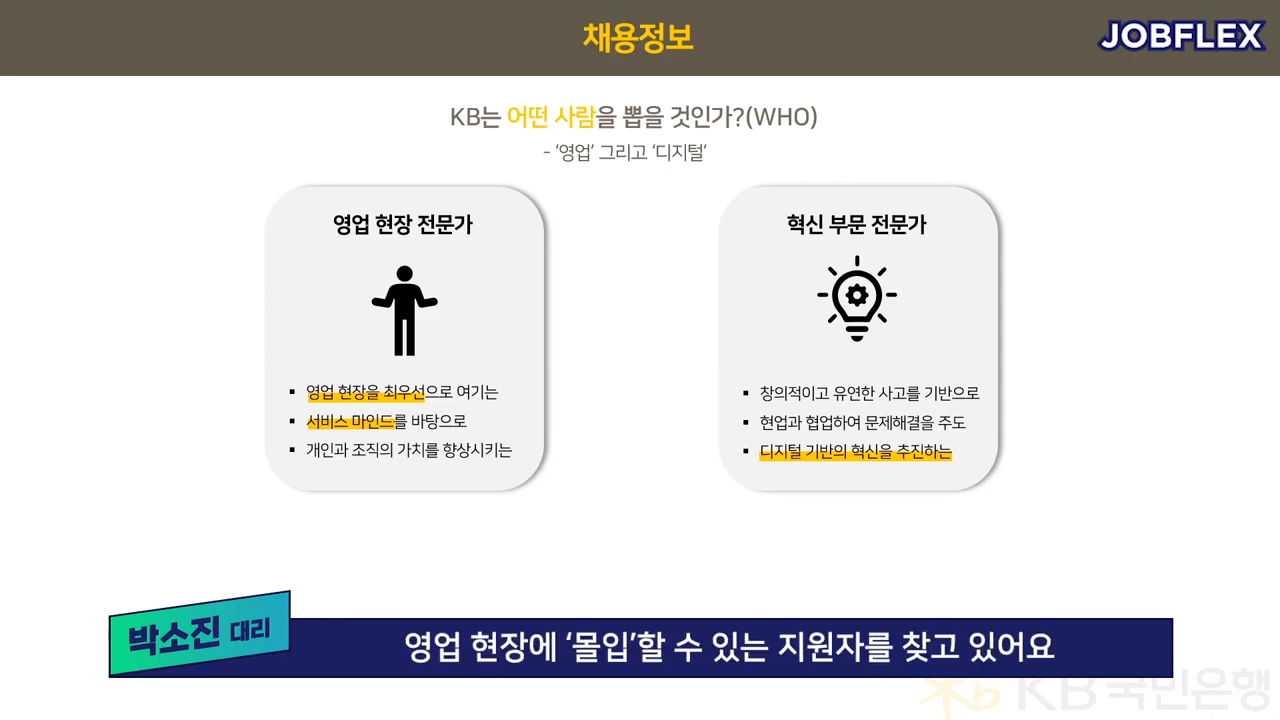 채용정보
JOBFLEX
KB는 어떤 사람을 뽑을 것인가?(WHO)
- ‘영업’ 그리고 ‘디지털’
영업 현장 전문가
▪ 영업 현장을 최우선으로 여기는
▪ 서비스 마인드를 바탕으로
▪ 개인과 조직의 가치를 향상시키는
혁신 부문 전문가
▪ 창의적이고 유연한 사고를 기반으로
▪ 현업과 협업하여 문제해결을 주도
▪ 디지털 기반의 혁신을 추진하는
박소진 대리
영업 현장에 ‘몰입’할 수 있는 지원자를 찾고 있어요
KB국민은행